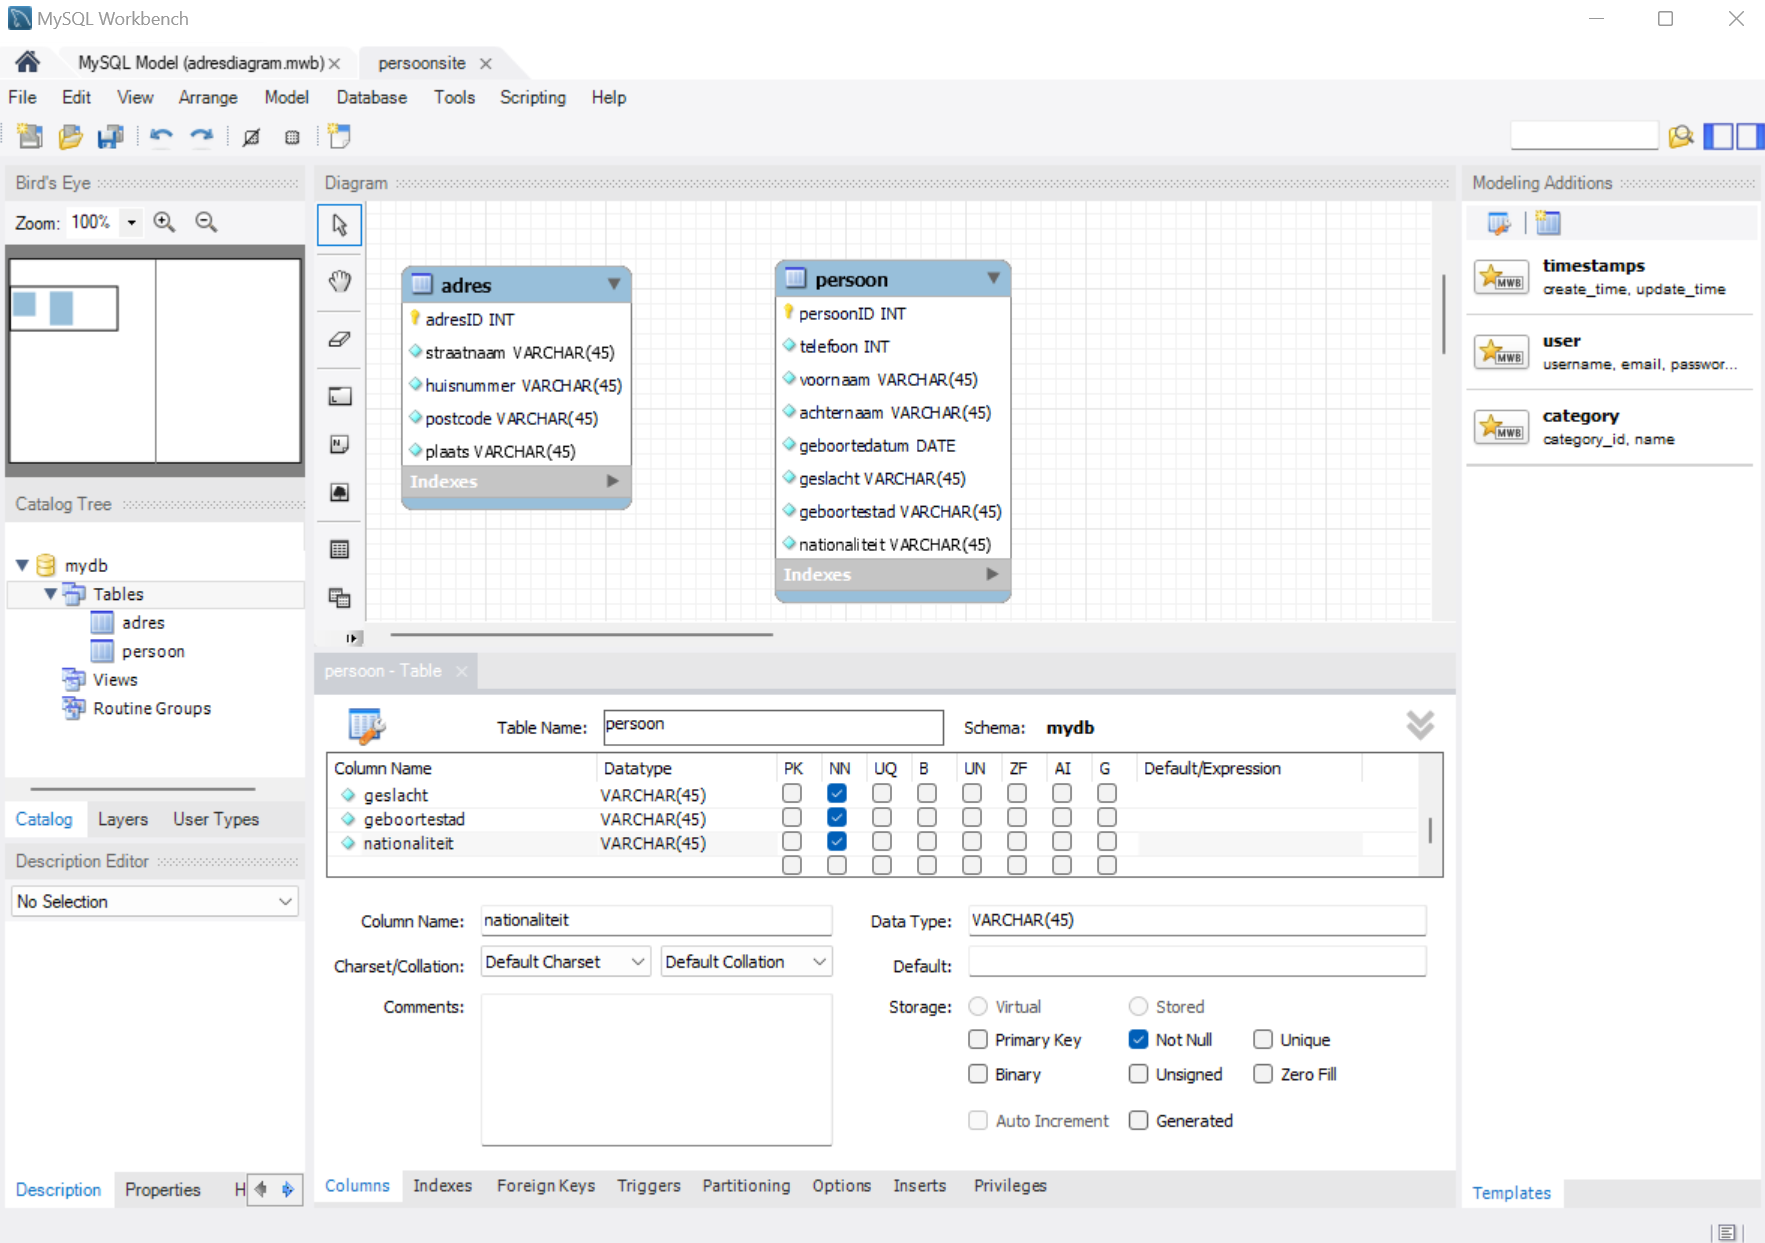 MySQL Workbench
MySQL Model (adresdiagram.mwb)
persoonsite
File Edit View Arrange Model Database Tools Scripting Help
Bird's Eye
Zoom: 100%
Diagram
adres
adresID INT
straatnaam VARCHAR(45)
huisnummer VARCHAR(45)
postcode VARCHAR(45)
plaats VARCHAR(45)
Indexes
persoon
persoonID INT
telefoon INT
voornaam VARCHAR(45)
achternaam VARCHAR(45)
geboortedatum DATE
geslacht VARCHAR(45)
geboortestad VARCHAR(45)
nationaliteit VARCHAR(45)
Indexes
Modeling Additions
MWB
timestamps
create_time, update_time
MWB
user
username, email, passwor...
MWB
category
category_id, name
Templates
Catalog Tree
mydb
Tables
adres
persoon
Views
Routine Groups
Catalog Layers User Types
Description Editor
No Selection
Description Properties H
persoon - Table
Table Name: persoon Schema: mydb
Column Name Datatype PK NN UQ B UN ZF AI G Default/Expression
geslacht VARCHAR(45)
geboortestad VARCHAR(45)
nationaliteit VARCHAR(45)
Column Name: nationaliteit Data Type: VARCHAR(45)
Charset/Collation: Default Charset Default Collation Default:
Comments: Storage: Virtual Stored
Primary Key Not Null Unique
Binary Unsigned Zero Fill
Auto Increment Generated
Columns Indexes Foreign Keys Triggers Partitioning Options Inserts Privileges